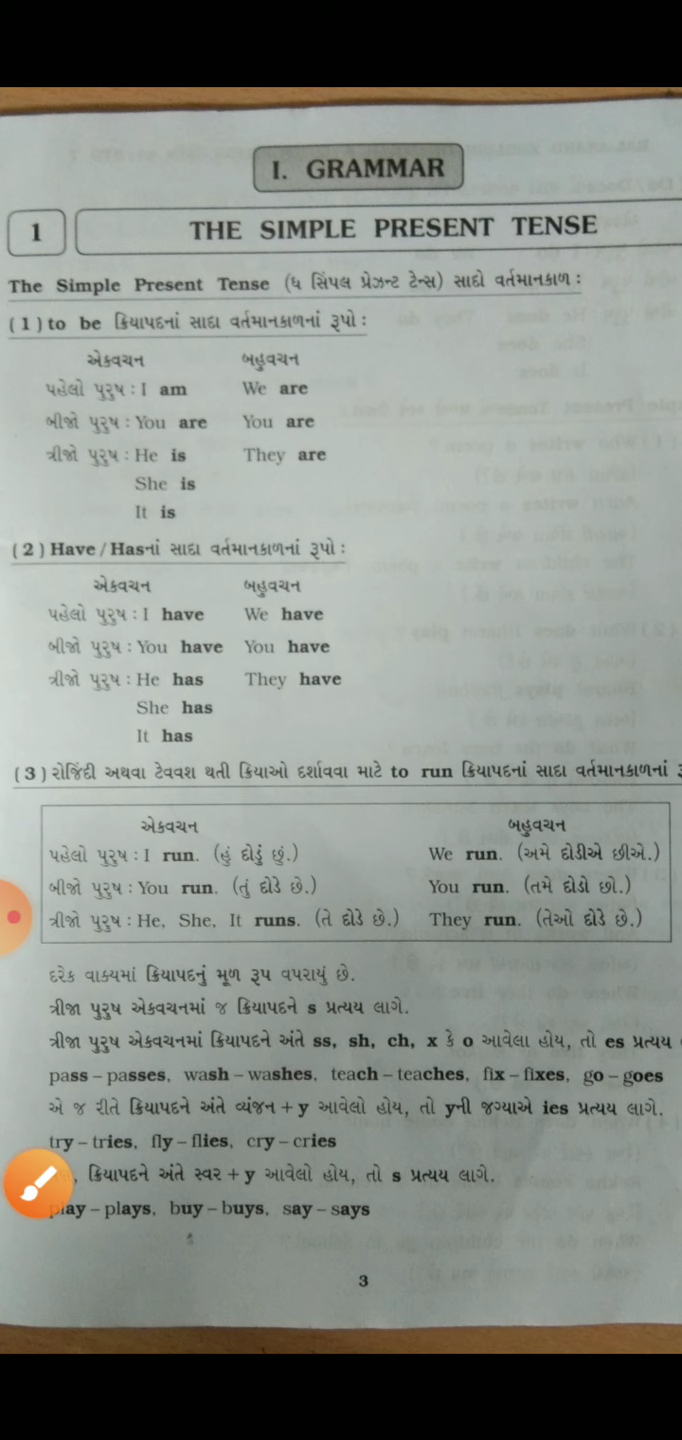 I. GRAMMAR
1 THE SIMPLE PRESENT TENSE
The Simple Present Tense (ધ સિંપલ પ્રેઝન્ટ ટેન્સ) સાદો વર્તમાનકાળ :
( 1 ) to be ક્રિયાપદનાં સાદા વર્તમાનકાળનાં રૂપો :
એકવચન બહુવચન
પહેલો પુરુષ : I am We are
બીજો પુરુષ : You are You are
ત્રીજો પુરુષ : He is They are
She is
It is
( 2 ) Have / Hasનાં સાદા વર્તમાનકાળનાં રૂપો :
એકવચન બહુવચન
પહેલો પુરુષ : I have We have
બીજો પુરુષ : You have You have
ત્રીજો પુરુષ : He has They have
She has
It has
( 3 ) રોજિંદી અથવા ટેવવશ થતી ક્રિયાઓ દર્શાવવા માટે to run ક્રિયાપદનાં સાદા વર્તમાનકાળનાં
એકવચન બહુવચન
પહેલો પુરુષ : I run. (હું દોડું છું.) We run. (અમે દોડીએ છીએ.)
બીજો પુરુષ : You run. (તું દોડે છે.) You run. (તમે દોડો છો.)
ત્રીજો પુરુષ : He, She, It runs. (તે દોડે છે.) They run. (તેઓ દોડે છે.)
દરેક વાક્યમાં ક્રિયાપદનું મૂળ રૂપ વપરાયું છે.
ત્રીજા પુરુષ એકવચનમાં જ ક્રિયાપદને s પ્રત્યય લાગે.
ત્રીજા પુરુષ એકવચનમાં ક્રિયાપદને અંતે ss, sh, ch, x કે o આવેલા હોય, તો es પ્રત્યય
pass – passes, wash – washes, teach – teaches, fix – fixes, go – goes
એ જ રીતે ક્રિયાપદને અંતે વ્યંજન + y આવેલો હોય, તો yની જગ્યાએ ies પ્રત્યય લાગે.
try – tries, fly – flies, cry – cries
ક્રિયાપદને અંતે સ્વર + y આવેલો હોય, તો s પ્રત્યય લાગે.
play – plays, buy – buys, say – says
3